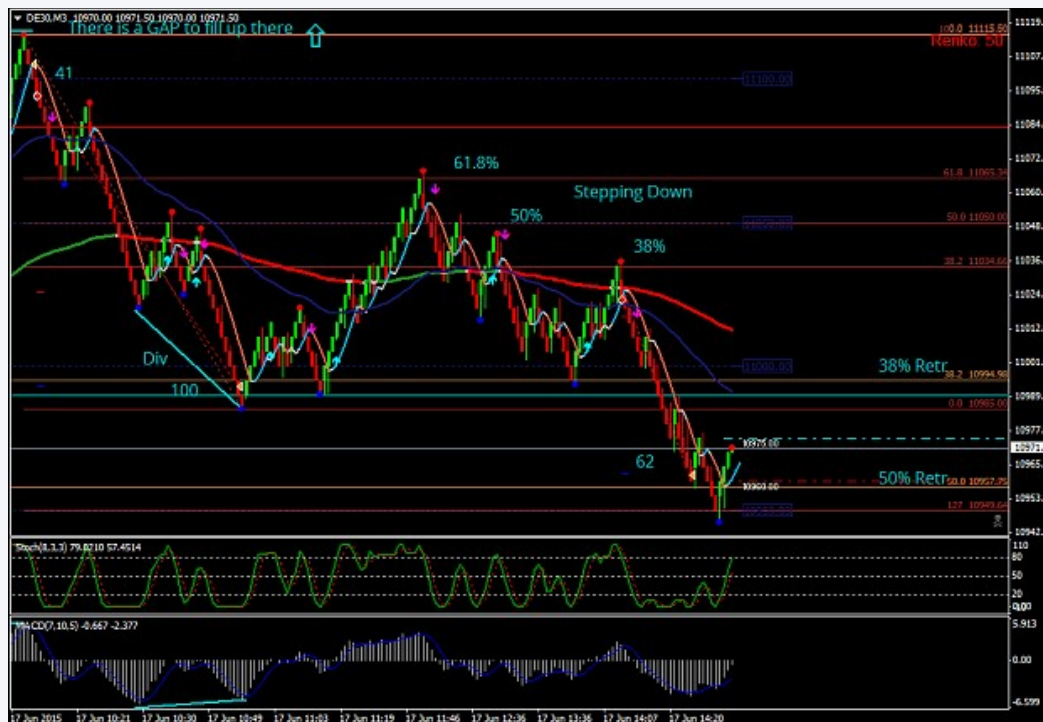 DE30,M3 10970.00 10971.50 10970.00 10971.50
There is a GAP to fill up there
100.0 11115.50
Renko 50
41
11100.00
61.8%
61.8 11065.34
Stepping Down
50%
50.0 11050.00
38%
38.2 11034.66
Div
11000.00
38% Retr
38.2 10994.98
100
0.0 10985.00
10975.00
62
50% Retr
50.0 10957.75
10960.00
127 10949.64
11119.
11107.
11095.
11084.
11072.
11060.
11048.
11036.
11024.
11012.
11001.
10989.
10977.
10971.
10965.
10953.
10942.
Stoch(8,3,3) 79.0210 57.4514
110
80
50
20
MACD(7,10,5) -0.667 -2.377
5.913
0.00
-6.599
17 Jun 2015
17 Jun 10:21
17 Jun 10:30
17 Jun 10:49
17 Jun 11:03
17 Jun 11:19
17 Jun 11:46
17 Jun 12:36
17 Jun 13:36
17 Jun 14:07
17 Jun 14:20